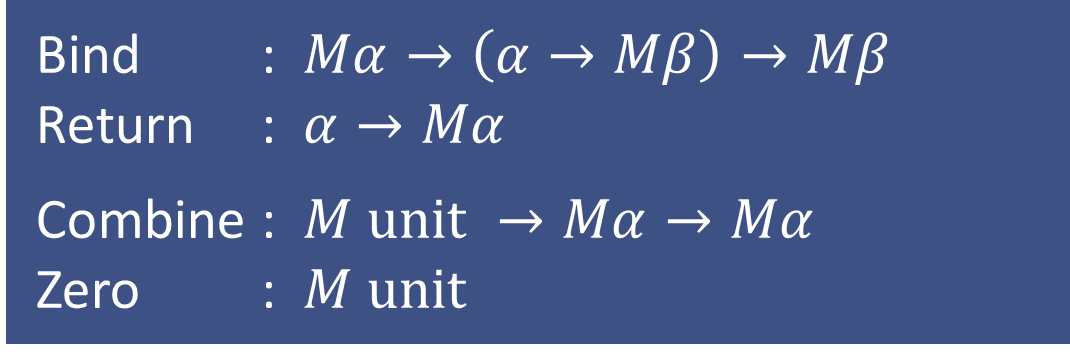 Bind : 𝑀𝛼 → (𝛼 → 𝑀𝛽) → 𝑀𝛽
Return : 𝛼 → 𝑀𝛼
Combine : 𝑀 unit → 𝑀𝛼 → 𝑀𝛼
Zero : 𝑀 unit